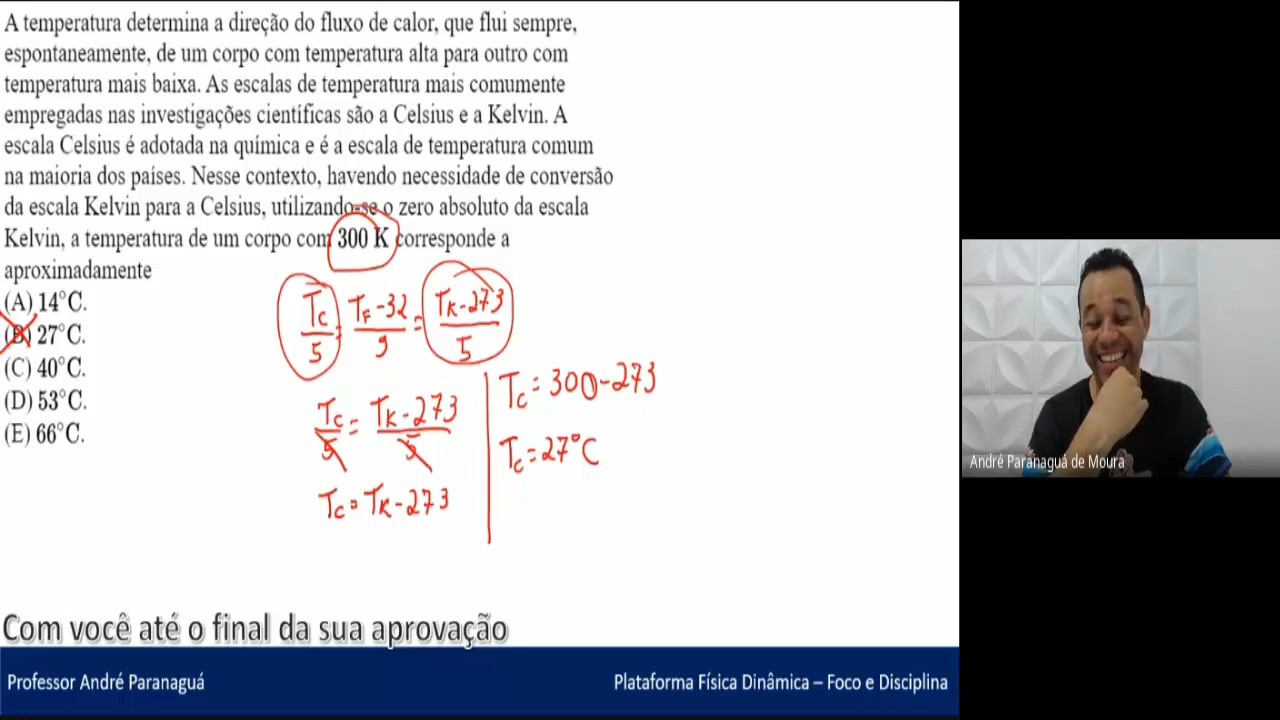 A temperatura determina a direção do fluxo de calor, que flui sempre,
espontaneamente, de um corpo com temperatura alta para outro com
temperatura mais baixa. As escalas de temperatura mais comumente
empregadas nas investigações científicas são a Celsius e a Kelvin. A
escala Celsius é adotada na química e é a escala de temperatura comum
na maioria dos países. Nesse contexto, havendo necessidade de conversão
da escala Kelvin para a Celsius, utilizando-se o zero absoluto da escala
Kelvin, a temperatura de um corpo com 300 K corresponde a
aproximadamente
(A) 14°C.
(B) 27°C.
(C) 40°C.
(D) 53°C.
(E) 66°C.
Tc/5 = TF-32/9 = TK-273/5
Tc/5 = TK-273/5
Tc = TK-273
Tc = 300-273
Tc = 27°C
André Paranaguá de Moura
Com você até o final da sua aprovação
Professor André Paranaguá
Plataforma Física Dinâmica – Foco e Disciplina